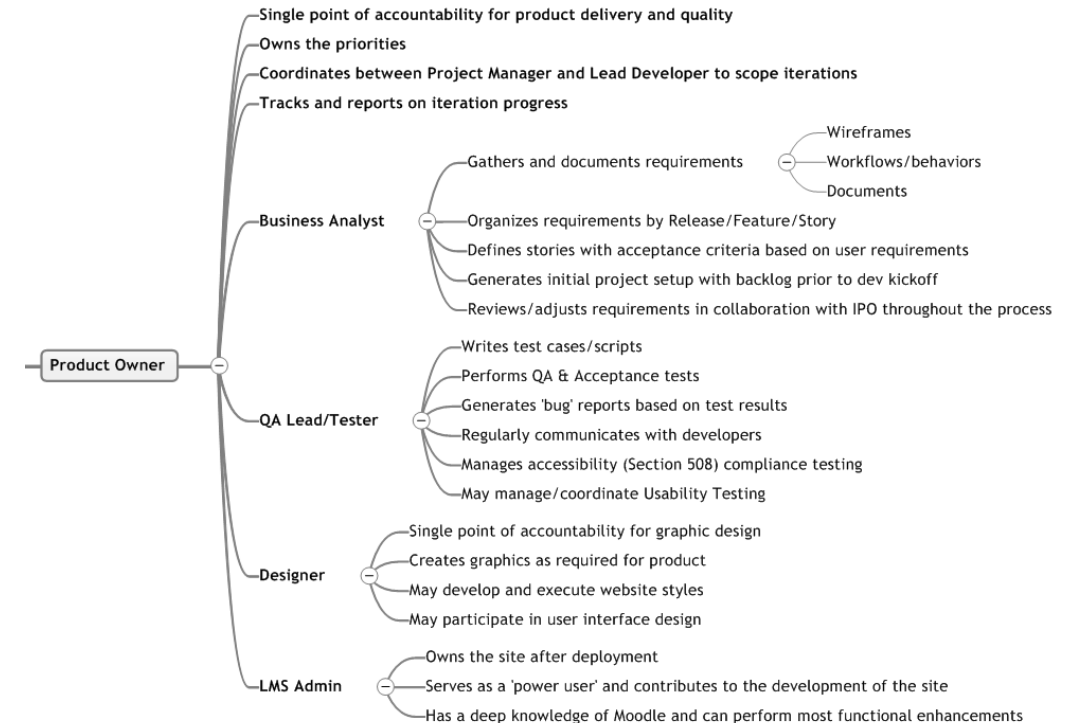 Single point of accountability for product delivery and quality
Owns the priorities
Coordinates between Project Manager and Lead Developer to scope iterations
Tracks and reports on iteration progress
Wireframes
Gathers and documents requirements
Workflows/behaviors
Documents
Business Analyst
Organizes requirements by Release/Feature/Story
Defines stories with acceptance criteria based on user requirements
Generates initial project setup with backlog prior to dev kickoff
Reviews/adjusts requirements in collaboration with IPO throughout the process
Product Owner
Writes test cases/scripts
Performs QA & Acceptance tests
Generates 'bug' reports based on test results
QA Lead/Tester
Regularly communicates with developers
Manages accessibility (Section 508) compliance testing
May manage/coordinate Usability Testing
Single point of accountability for graphic design
Creates graphics as required for product
Designer
May develop and execute website styles
May participate in user interface design
Owns the site after deployment
LMS Admin
Serves as a 'power user' and contributes to the development of the site
Has a deep knowledge of Moodle and can perform most functional enhancements